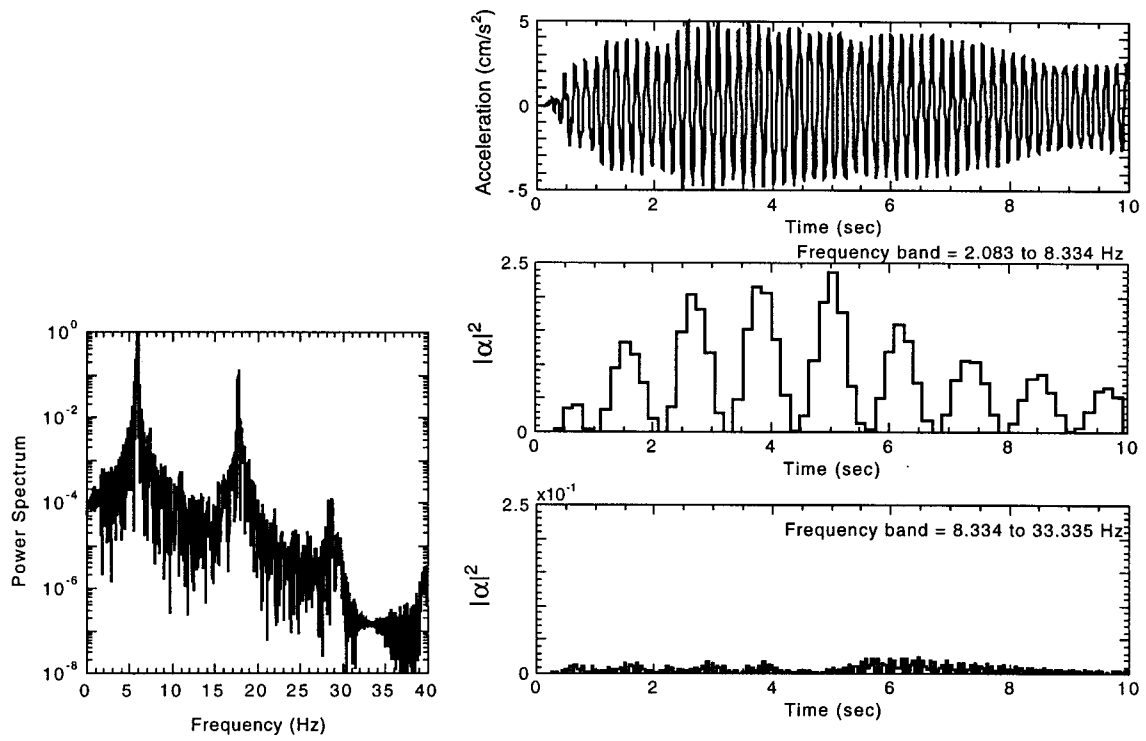 5
0
-5
Acceleration (cm/s²)
0 2 4 6 8 10
Time (sec)
Frequency band = 2.083 to 8.334 Hz
2.5
0
|α|²
0 2 4 6 8 10
Time (sec)
x10⁻¹
2.5
0
Frequency band = 8.334 to 33.335 Hz
|α|²
0 2 4 6 8 10
Time (sec)
10⁰
10⁻²
10⁻⁴
10⁻⁶
10⁻⁸
Power Spectrum
0 5 10 15 20 25 30 35 40
Frequency (Hz)